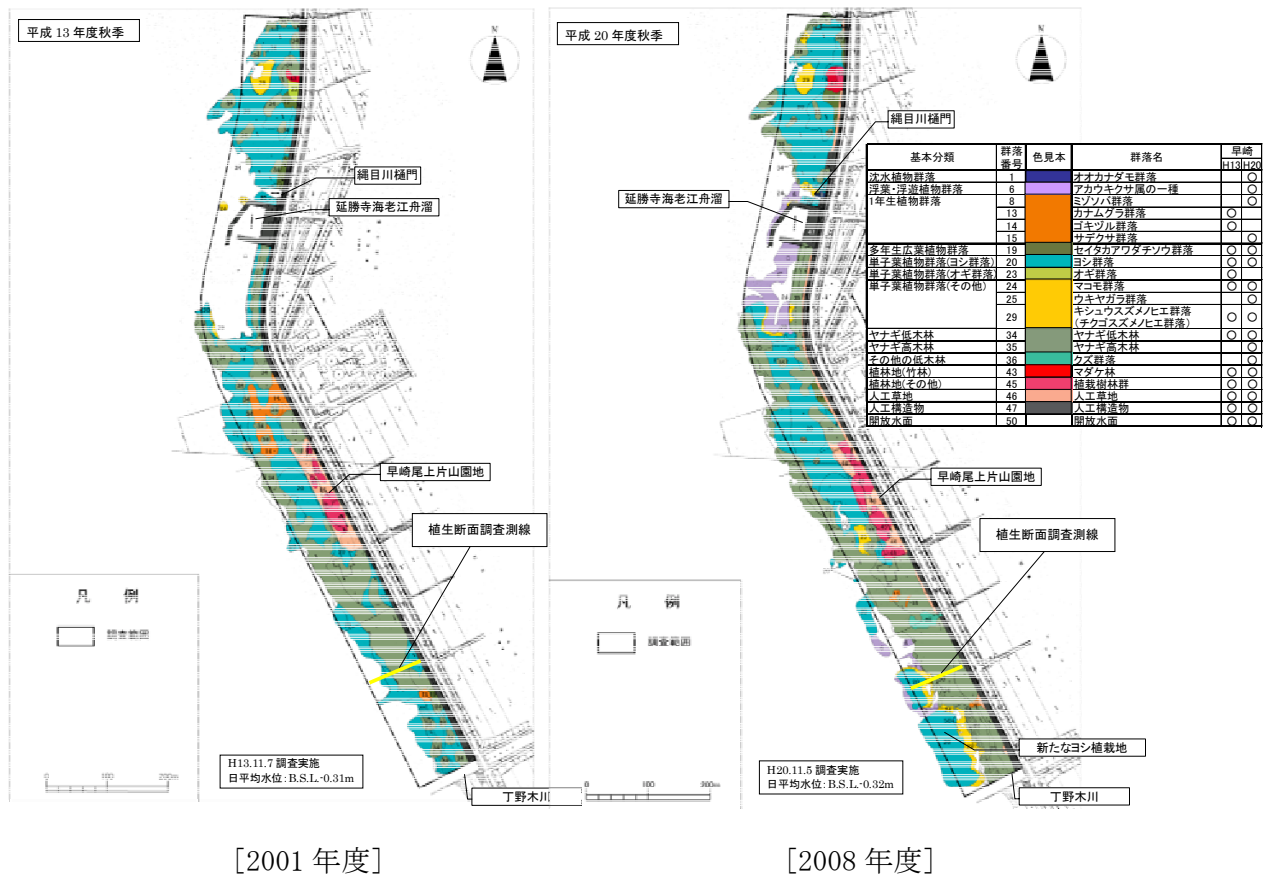 平成 13 年度秋季
N
縄目川樋門
延勝寺海老江舟溜
早崎尾上片山園地
植生断面調査測線
凡 例
調査範囲
H13.11.7 調査実施
日平均水位: B.S.L.-0.31m
0 100 200m
丁野木川
[2001 年度]
平成 20 年度秋季
N
縄目川樋門
延勝寺海老江舟溜
早崎尾上片山園地
植生断面調査測線
凡 例
調査範囲
新たなヨシ植栽地
H20.11.5 調査実施
日平均水位: B.S.L.-0.32m
0 100 200m
丁野木川
[2008 年度]
基本分類 群落番号 色見本 群落名 早崎 H13 H20
沈水植物群落 1 オオカナダモ群落 ○
浮葉・浮遊植物群落 6 アカウキクサ属の一種 ○
1年生植物群落 8 ミゾソバ群落 ○
13 カナムグラ群落 ○
14 ゴキヅル群落 ○
15 サデクサ群落 ○
多年生広葉植物群落 19 セイタカアワダチソウ群落 ○ ○
単子葉植物群落(ヨシ群落) 20 ヨシ群落 ○ ○
単子葉植物群落(オギ群落) 23 オギ群落 ○
単子葉植物群落(その他) 24 マコモ群落 ○ ○
25 ウキヤガラ群落 ○
29 キシュウスズメノヒエ群落 ○ ○
(チクゴスズメノヒエ群落)
ヤナギ低木林 34 ヤナギ低木林 ○ ○
ヤナギ高木林 35 ヤナギ高木林 ○
その他の低木林 36 クズ群落 ○
植林地(竹林) 43 マダケ林 ○ ○
植林地(その他) 45 植栽樹林群 ○ ○
人工草地 46 人工草地 ○ ○
人工構造物 47 人工構造物 ○ ○
開放水面 50 開放水面 ○ ○